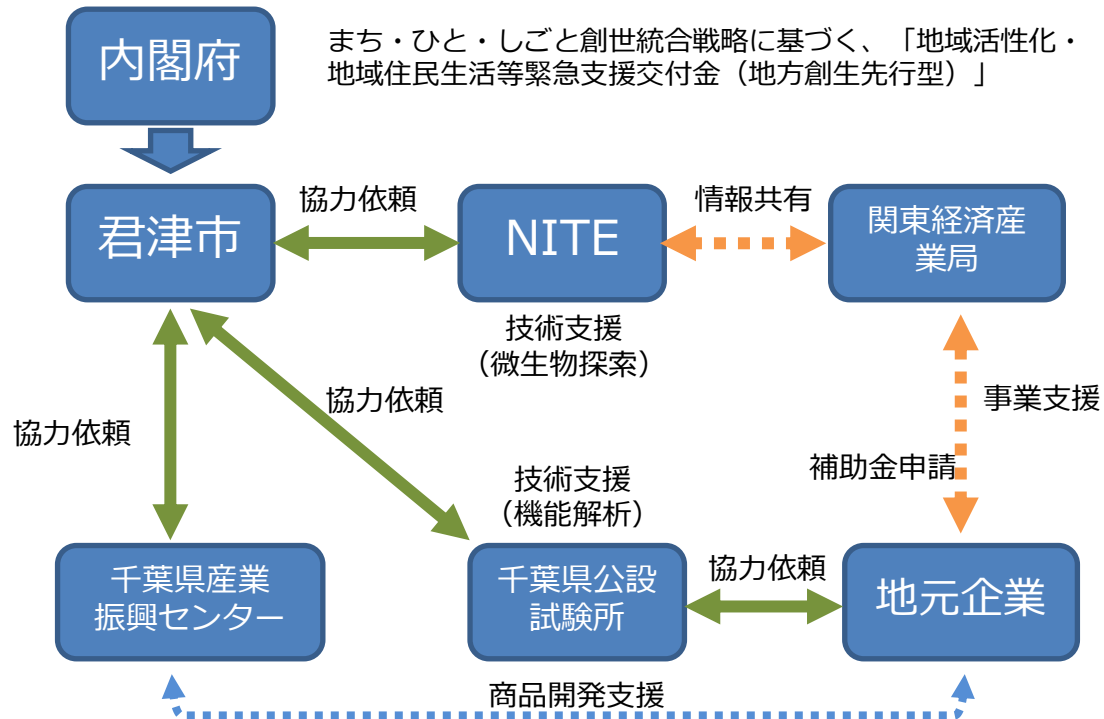 内閣府
まち・ひと・しごと創世統合戦略に基づく、「地域活性化・
地域住民生活等緊急支援交付金（地方創生先行型）」
君津市
協力依頼
NITE
情報共有
関東経済産
業局
技術支援
（微生物探索）
協力依頼
協力依頼
事業支援
補助金申請
技術支援
（機能解析）
千葉県産業
振興センター
千葉県公設
試験所
協力依頼
地元企業
商品開発支援